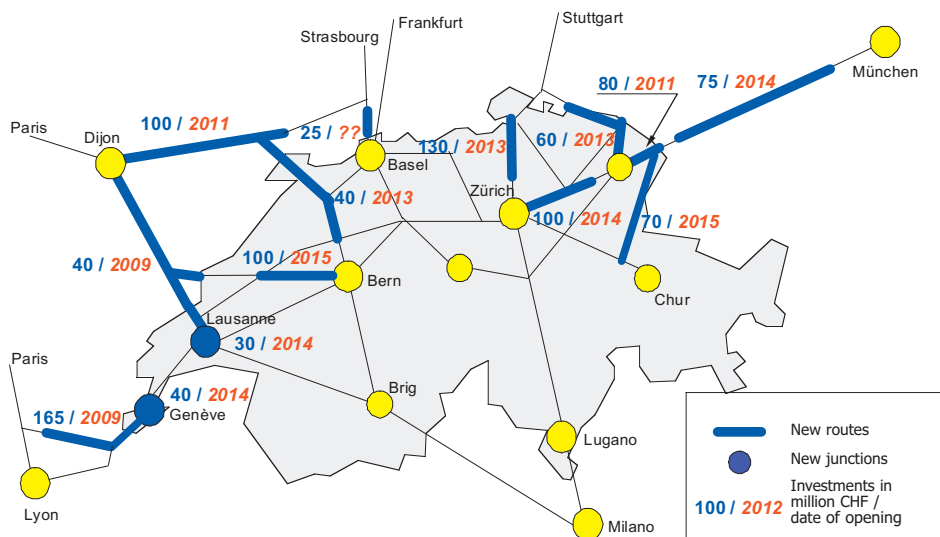 Stuttgart
Frankfurt
Strasbourg
München
80 / 2011
75 / 2014
100 / 2011
Paris
Dijon
25 / ??
130 / 2013
60 / 2013
Basel
Zürich
40 / 2013
100 / 2014
70 / 2015
40 / 2009
100 / 2015
Bern
Chur
Lausanne
30 / 2014
Paris
40 / 2014
Brig
165 / 2009
Genève
Lugano
Lyon
Milano
New routes
New junctions
100 / 2012
Investments in
million CHF /
date of opening